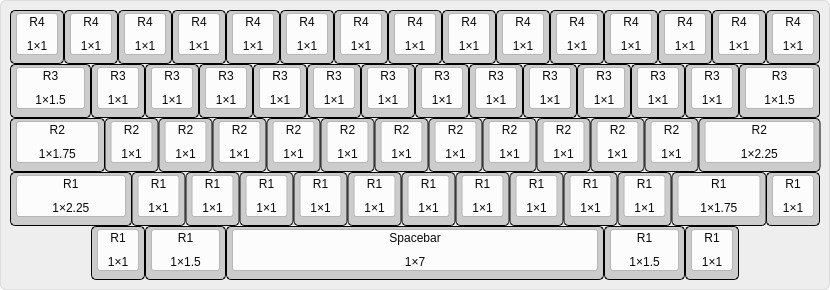 R4 R4 R4 R4 R4 R4 R4 R4 R4 R4 R4 R4 R4 R4 R4
1×1 1×1 1×1 1×1 1×1 1×1 1×1 1×1 1×1 1×1 1×1 1×1 1×1 1×1 1×1
R3 R3 R3 R3 R3 R3 R3 R3 R3 R3 R3 R3 R3 R3
1×1.5 1×1 1×1 1×1 1×1 1×1 1×1 1×1 1×1 1×1 1×1 1×1 1×1 1×1.5
R2 R2 R2 R2 R2 R2 R2 R2 R2 R2 R2 R2 R2
1×1.75 1×1 1×1 1×1 1×1 1×1 1×1 1×1 1×1 1×1 1×1 1×1 1×2.25
R1 R1 R1 R1 R1 R1 R1 R1 R1 R1 R1 R1 R1
1×2.25 1×1 1×1 1×1 1×1 1×1 1×1 1×1 1×1 1×1 1×1 1×1.75 1×1
R1 R1 Spacebar R1 R1
1×1 1×1.5 1×7 1×1.5 1×1